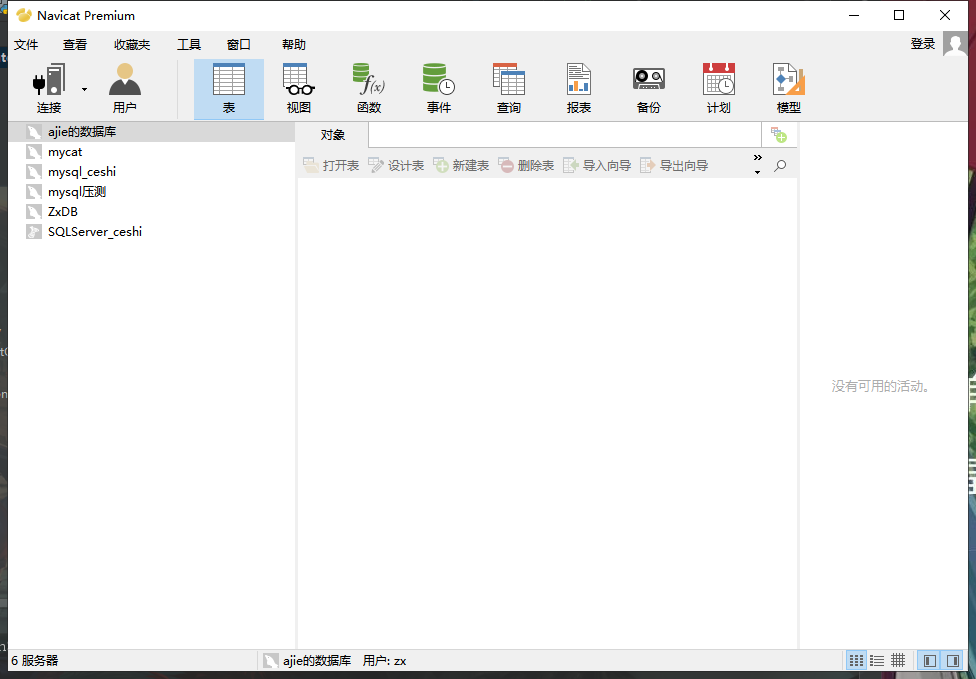 Navicat Premium
文件 查看 收藏夹 工具 窗口 帮助 登录
连接 用户 表 视图 函数 事件 查询 报表 备份 计划 模型
ajie的数据库
mycat
mysql_ceshi
mysql压测
ZxDB
SQLServer_ceshi
对象
打开表 设计表 新建表 删除表 导入向导 导出向导 »
没有可用的活动。
6 服务器 ajie的数据库 用户: zx